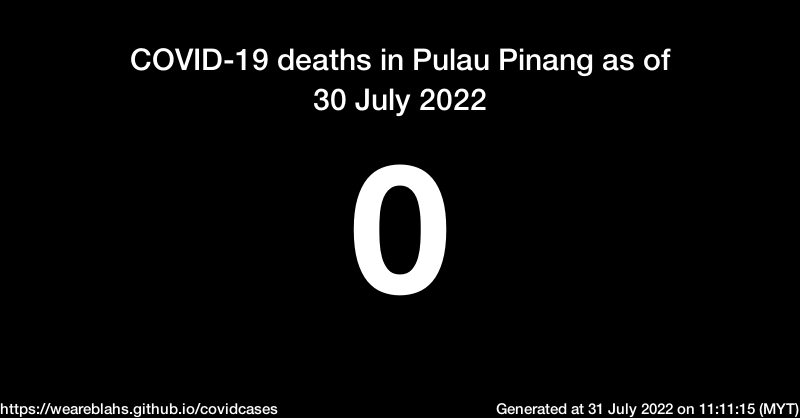 COVID-19 deaths in Pulau Pinang as of
30 July 2022
0
https://weareblahs.github.io/covidcases
Generated at 31 July 2022 on 11:11:15 (MYT)